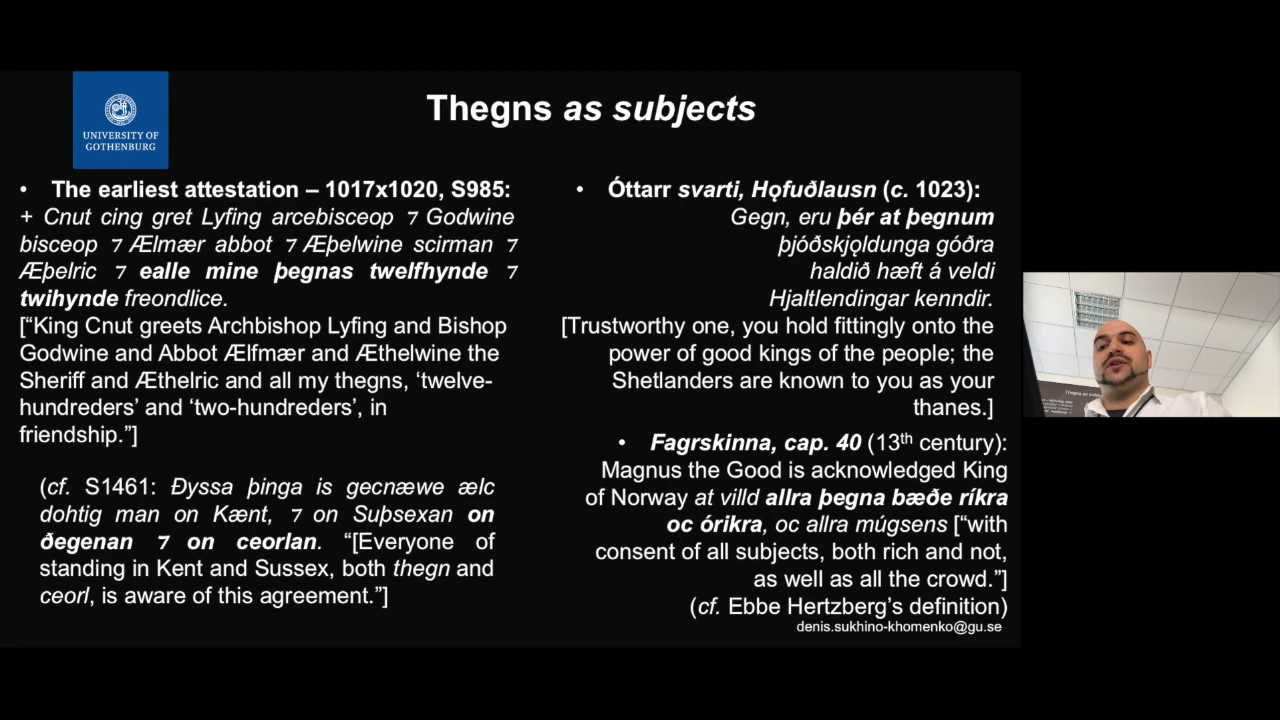 UNIVERSITY OF
GOTHENBURG
Thegns as subjects
• The earliest attestation – 1017x1020, S985:
+ Cnut cing gret Lyfing arcebisceop ⁊ Godwine
bisceop ⁊ Ælmær abbot ⁊ Æþelwine scirman ⁊
Æþelric ⁊ ealle mine þegnas twelfhynde ⁊
twihynde freondlice.
[“King Cnut greets Archbishop Lyfing and Bishop
Godwine and Abbot Ælfmær and Æthelwine the
Sheriff and Æthelric and all my thegns, ‘twelve-
hundreders’ and ‘two-hundreders’, in
friendship.”]
(cf. S1461: Ðyssa þinga is gecnæwe ælc
dohtig man on Kænt, ⁊ on Suþsexan on
ðegenan ⁊ on ceorlan. “[Everyone of
standing in Kent and Sussex, both thegn and
ceorl, is aware of this agreement.”]
• Óttarr svarti, Hǫfuðlausn (c. 1023):
Gegn, eru þér at þegnum
þjóðskjǫldunga góðra
haldið hæft á veldi
Hjaltlendingar kenndir.
[Trustworthy one, you hold fittingly onto the
power of good kings of the people; the
Shetlanders are known to you as your
thanes.]
• Fagrskinna, cap. 40 (13th century):
Magnus the Good is acknowledged King
of Norway at villd allra þegna bæðe ríkra
oc órikra, oc allra múgsens [“with
consent of all subjects, both rich and not,
as well as all the crowd.”]
(cf. Ebbe Hertzberg’s definition)
denis.sukhino-khomenko@gu.se
Thegns as subj